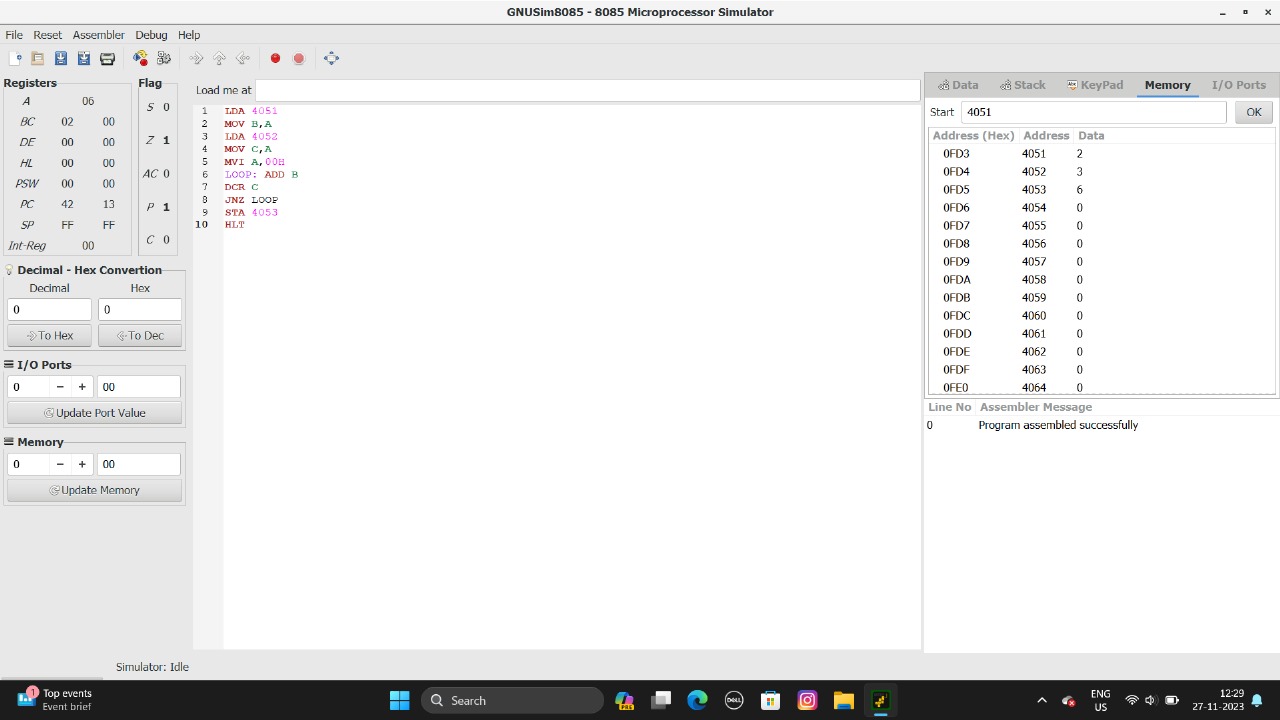 GNUSim8085 - 8085 Microprocessor Simulator
File Reset Assembler Debug Help
Registers
A 06
BC 02 00
DE 00 00
HL 00 00
PSW 00 00
PC 42 13
SP FF FF
Int-Reg 00
Flag
S 0
Z 1
AC 0
P 1
C 0
Decimal - Hex Convertion
Decimal Hex
0 0
To Hex To Dec
I/O Ports
0 − + 00
Update Port Value
Memory
0 − + 00
Update Memory
Load me at
1 LDA 4051
2 MOV B,A
3 LDA 4052
4 MOV C,A
5 MVI A,00H
6 LOOP: ADD B
7 DCR C
8 JNZ LOOP
9 STA 4053
10 HLT
Data Stack KeyPad Memory I/O Ports
Start 4051 OK
Address (Hex) Address Data
0FD3 4051 2
0FD4 4052 3
0FD5 4053 6
0FD6 4054 0
0FD7 4055 0
0FD8 4056 0
0FD9 4057 0
0FDA 4058 0
0FDB 4059 0
0FDC 4060 0
0FDD 4061 0
0FDE 4062 0
0FDF 4063 0
0FE0 4064 0
Line No Assembler Message
0 Program assembled successfully
Simulator: Idle
1 Top events
Event brief
Search
PRE
DELL
ENG
US
12:29
27-11-2023